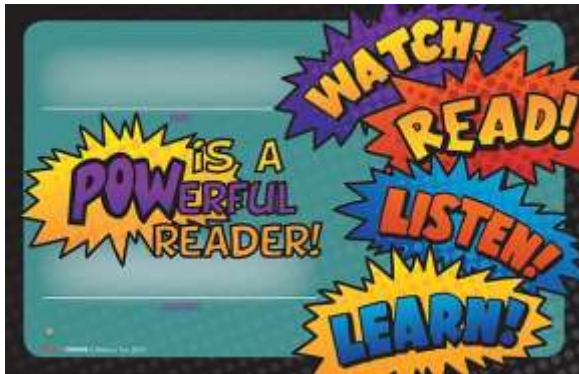 WATCH!
READ!
iS A
POWERFUL
READER!
LISTEN!
LEARN!